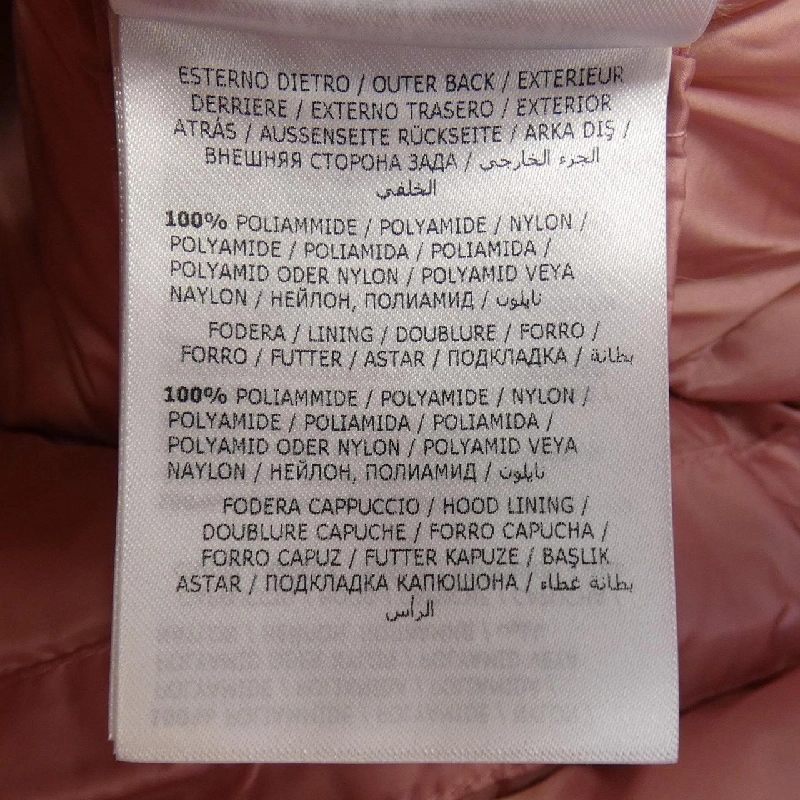 ESTERNO DIETRO / OUTER BACK / EXTERIEUR
DERRIERE / EXTERNO TRASERO / EXTERIOR
ATRÁS / AUSSENSEITE RÜCKSEITE / ARKA DIŞ /
ВНЕШНЯЯ СТОРОНА ЗАДА / الجزء الخارجي
الخلفي
100% POLIAMMIDE / POLYAMIDE / NYLON /
POLYAMIDE / POLIAMIDA / POLIAMIDA /
POLYAMID ODER NYLON / POLYAMID VEYA
NAYLON / НЕЙЛОН, ПОЛИАМИД / نايلون
FODERA / LINING / DOUBLURE / FORRO /
FORRO / FUTTER / ASTAR / ПОДКЛАДКА / بطانة
100% POLIAMMIDE / POLYAMIDE / NYLON /
POLYAMIDE / POLIAMIDA / POLIAMIDA /
POLYAMID ODER NYLON / POLYAMID VEYA
NAYLON / НЕЙЛОН, ПОЛИАМИД / نايلون
FODERA CAPPUCCIO / HOOD LINING /
DOUBLURE CAPUCHE / FORRO CAPUCHA /
FORRO CAPUZ / FUTTER KAPUZE / BAŞLIK
ASTAR / ПОДКЛАДКА КАПЮШОНА / بطانة غطاء
الرأس